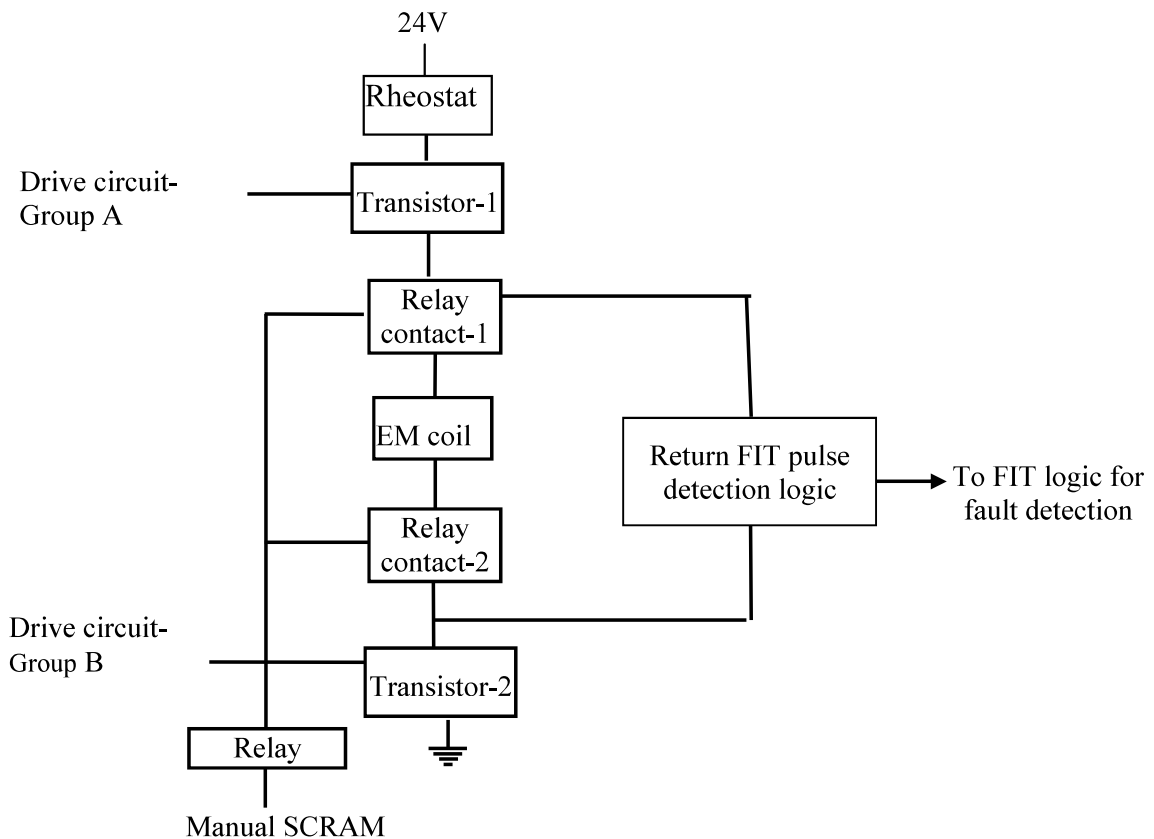 24V
Rheostat
Drive circuit-
Group A
Transistor-1
Relay
contact-1
EM coil
Return FIT pulse
detection logic
To FIT logic for
fault detection
Relay
contact-2
Drive circuit-
Group B
Transistor-2
Relay
Manual SCRAM